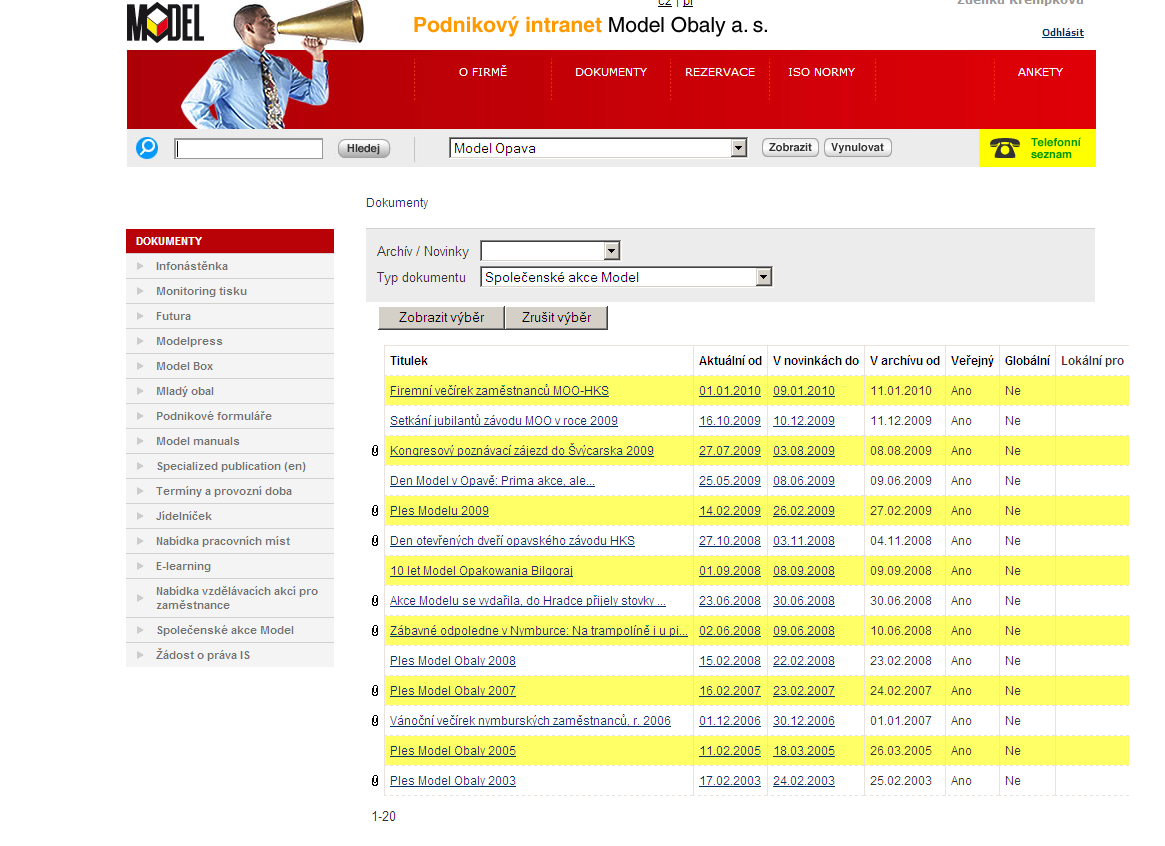 cz | pl
Zdeňka Krempková
MODEL
Podnikový intranet Model Obaly a. s.
Odhlásit
O FIRMĚ DOKUMENTY REZERVACE ISO NORMY ANKETY
Hledej Model Opava Zobrazit Vynulovat Telefonní
seznam
Dokumenty
DOKUMENTY
Infonástěnka
Monitoring tisku
Futura
Modelpress
Model Box
Mladý obal
Podnikové formuláře
Model manuals
Specialized publication (en)
Termíny a provozní doba
Jídelníček
Nabídka pracovních míst
E-learning
Nabídka vzdělávacích akcí pro
zaměstnance
Společenské akce Model
Žádost o práva IS
Archív / Novinky
Typ dokumentu Společenské akce Model
Zobrazit výběr Zrušit výběr
Titulek Aktuální od V novinkách do V archívu od Veřejný Globální Lokální pro
Firemní večírek zaměstnanců MOO-HKS 01.01.2010 09.01.2010 11.01.2010 Ano Ne
Setkání jubilantů závodu MOO v roce 2009 16.10.2009 10.12.2009 11.12.2009 Ano Ne
Kongresový poznávací zájezd do Švýcarska 2009 27.07.2009 03.08.2009 08.08.2009 Ano Ne
Den Model v Opavě: Prima akce, ale... 25.05.2009 08.06.2009 09.06.2009 Ano Ne
Ples Modelu 2009 14.02.2009 26.02.2009 27.02.2009 Ano Ne
Den otevřených dveří opavského závodu HKS 27.10.2008 03.11.2008 04.11.2008 Ano Ne
10 let Model Opakowania Bilgoraj 01.09.2008 08.09.2008 09.09.2008 Ano Ne
Akce Modelu se vydařila, do Hradce přijely stovky ... 23.06.2008 30.06.2008 30.06.2008 Ano Ne
Zábavné odpoledne v Nymburce: Na trampolíně i u pi... 02.06.2008 09.06.2008 10.06.2008 Ano Ne
Ples Model Obaly 2008 15.02.2008 22.02.2008 23.02.2008 Ano Ne
Ples Model Obaly 2007 16.02.2007 23.02.2007 24.02.2007 Ano Ne
Vánoční večírek nymburských zaměstnanců, r. 2006 01.12.2006 30.12.2006 01.01.2007 Ano Ne
Ples Model Obaly 2005 11.02.2005 18.03.2005 26.03.2005 Ano Ne
Ples Model Obaly 2003 17.02.2003 24.02.2003 25.02.2003 Ano Ne
1-20